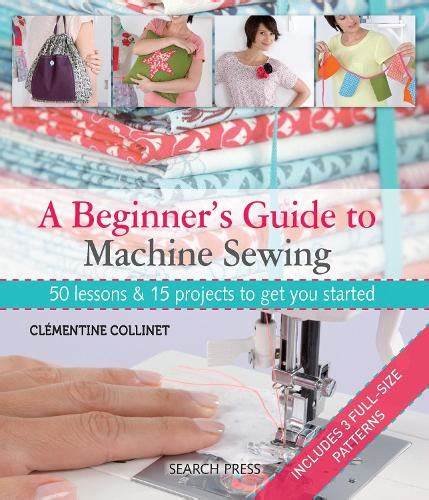 A Beginner's Guide to
Machine Sewing
50 lessons & 15 projects to get you started
CLÉMENTINE COLLINET
INCLUDES 3 FULL-SIZE
PATTERNS
SEARCH PRESS